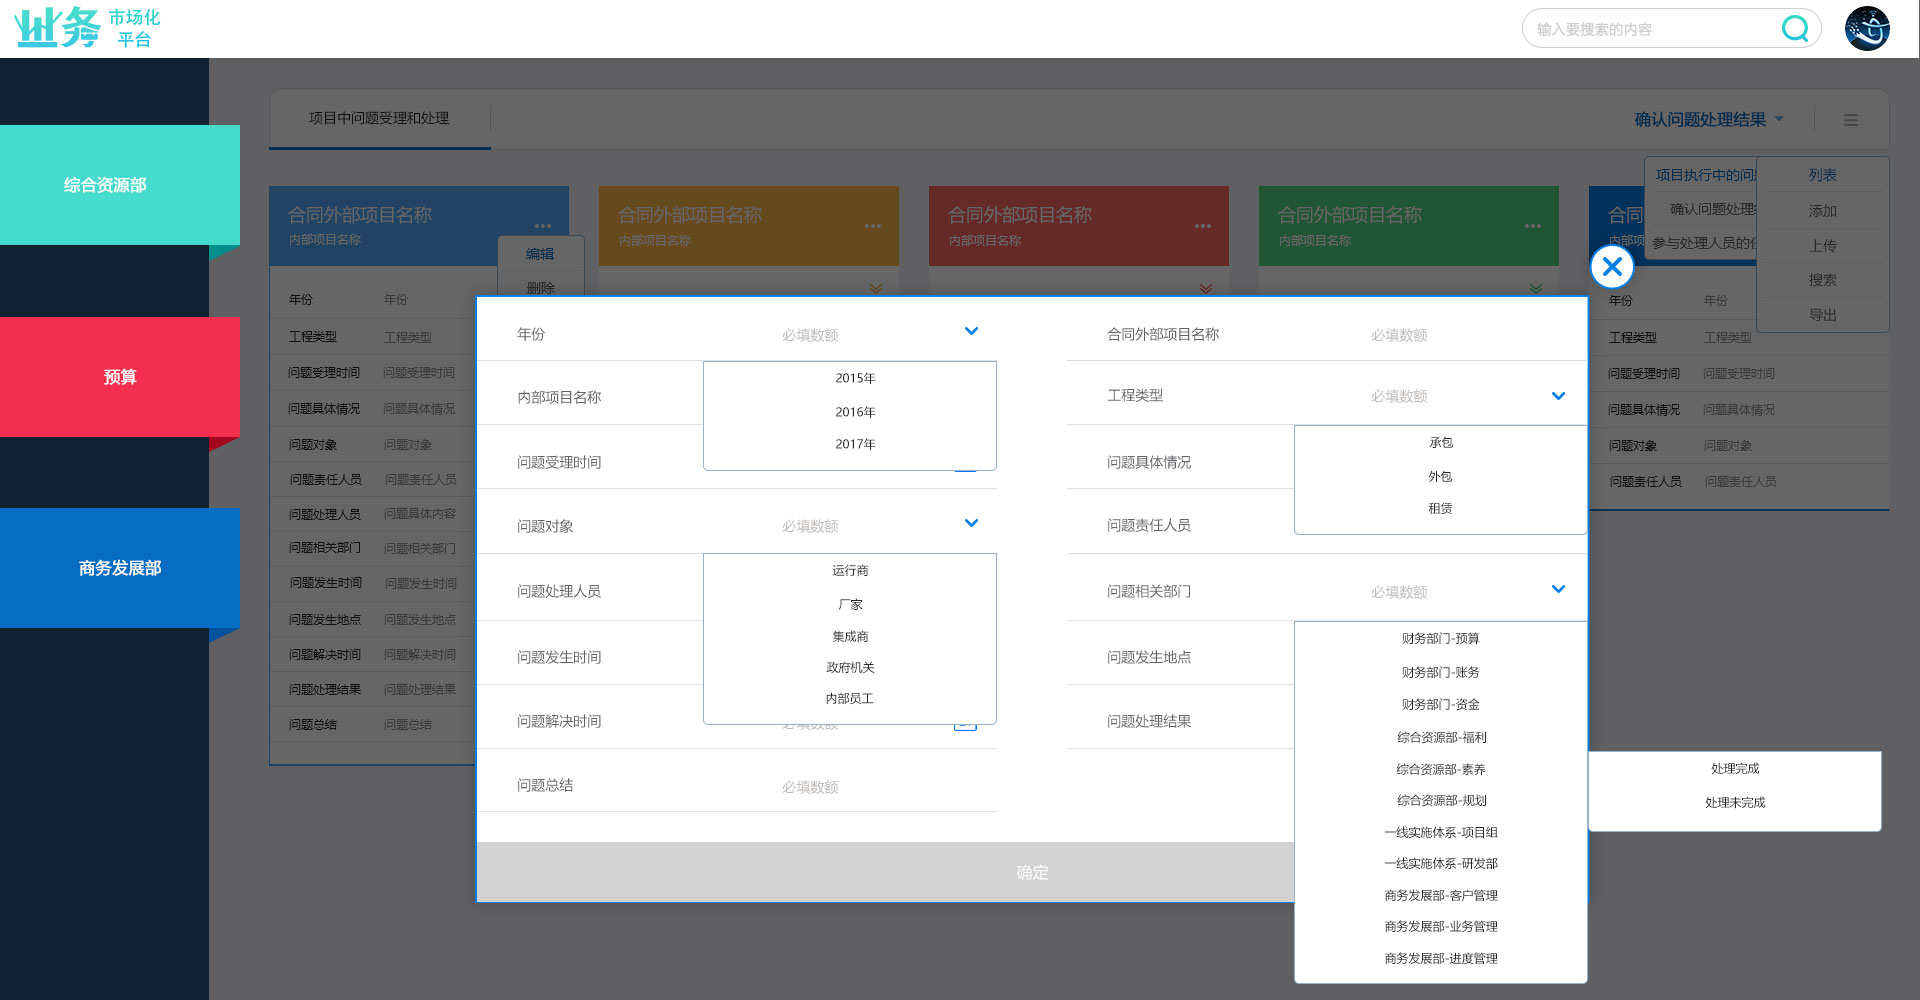 业务 市场化
平台
输入要搜索的内容
综合资源部
预算
商务发展部
项目中问题受理和处理
确认问题处理结果
项目执行中的问
确认问题处理
参与处理人员的
列表
添加
上传
搜索
导出
合同外部项目名称
内部项目名称
编辑
删除
合同外部项目名称
内部项目名称
合同外部项目名称
内部项目名称
合同外部项目名称
内部项目名称
合同
内部项
年份 年份
工程类型 工程类型
问题受理时间 问题受理时间
问题具体情况 问题具体情况
问题对象 问题对象
问题责任人员 问题责任人员
问题处理人员 问题具体内容
问题相关部门 问题相关部门
问题发生时间 问题发生时间
问题发生地点 问题发生地点
问题解决时间 问题解决时间
问题处理结果 问题处理结果
问题总结 问题总结
年份 年份
工程类型 工程类型
问题受理时间 问题受理时间
问题具体情况 问题具体情况
问题对象 问题对象
问题责任人员 问题责任人员
年份 必填数额
2015年
2016年
2017年
合同外部项目名称 必填数额
内部项目名称
工程类型 必填数额
承包
外包
租赁
问题受理时间
问题具体情况
问题对象 必填数额
运行商
厂家
集成商
政府机关
内部员工
问题责任人员
问题处理人员
问题相关部门 必填数额
财务部门-预算
财务部门-账务
财务部门-资金
综合资源部-福利
综合资源部-素养
综合资源部-规划
一线实施体系-项目组
一线实施体系-研发部
商务发展部-客户管理
商务发展部-业务管理
商务发展部-进度管理
问题发生时间
问题发生地点
问题解决时间 必填数额
问题处理结果
处理完成
处理未完成
问题总结 必填数额
确定